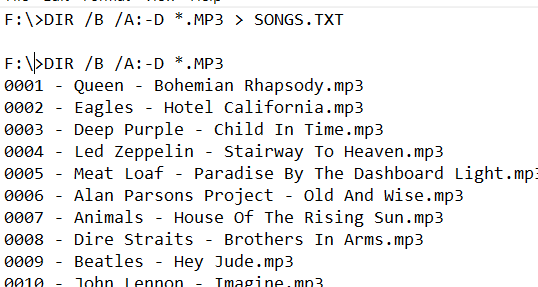 F:\>DIR /B /A:-D *.MP3 > SONGS.TXT
F:\>DIR /B /A:-D *.MP3
0001 - Queen - Bohemian Rhapsody.mp3
0002 - Eagles - Hotel California.mp3
0003 - Deep Purple - Child In Time.mp3
0004 - Led Zeppelin - Stairway To Heaven.mp3
0005 - Meat Loaf - Paradise By The Dashboard Light.mp3
0006 - Alan Parsons Project - Old And Wise.mp3
0007 - Animals - House Of The Rising Sun.mp3
0008 - Dire Straits - Brothers In Arms.mp3
0009 - Beatles - Hey Jude.mp3
0010 - John Lennon - Imagine.mp3